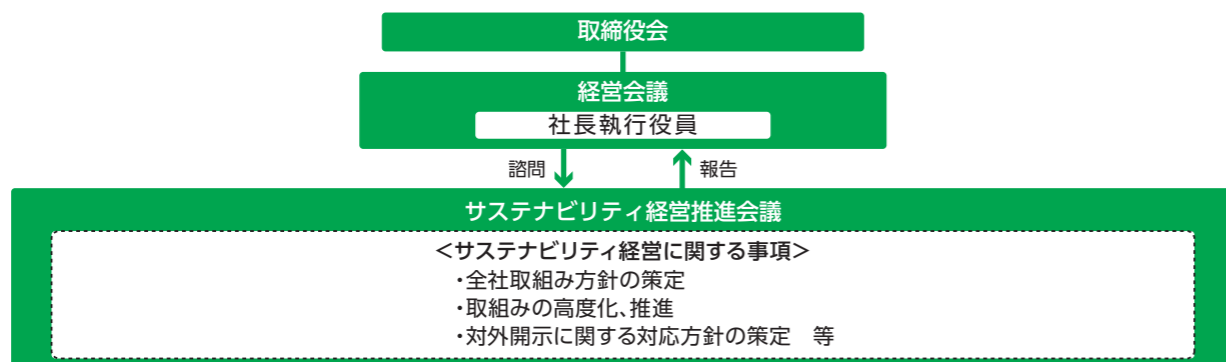 取締役会
経営会議
社長執行役員
諮問
報告
サステナビリティ経営推進会議
＜サステナビリティ経営に関する事項＞
・全社取組み方針の策定
・取組みの高度化、推進
・対外開示に関する対応方針の策定　等